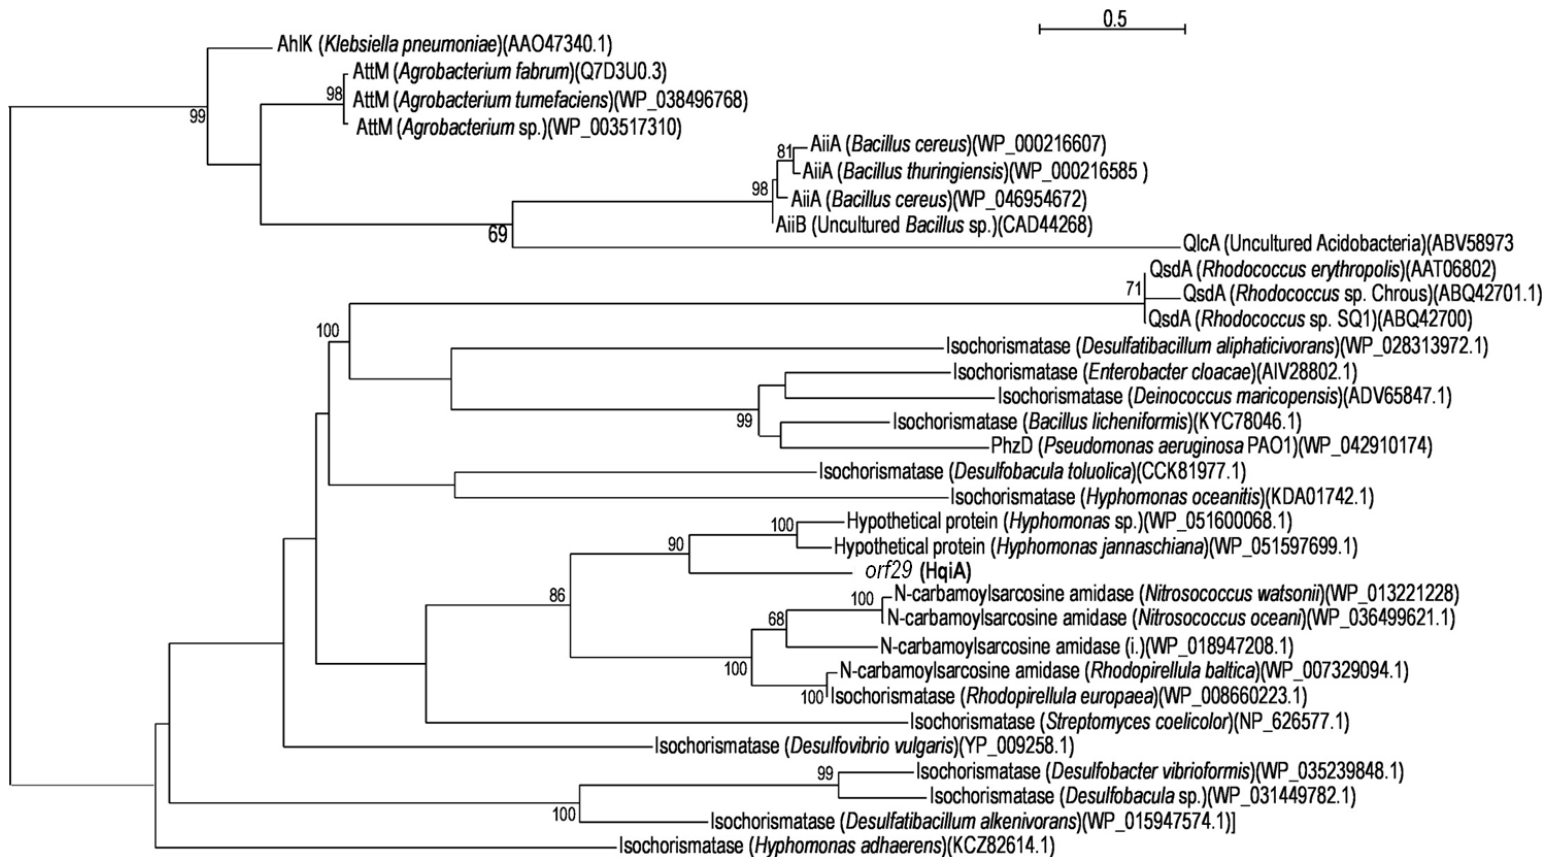 0.5
AhlK (Klebsiella pneumoniae)(AAO47340.1)
AttM (Agrobacterium fabrum)(Q7D3U0.3)
98
AttM (Agrobacterium tumefaciens)(WP_038496768)
99
AttM (Agrobacterium sp.)(WP_003517310)
AiiA (Bacillus cereus)(WP_000216607)
81
AiiA (Bacillus thuringiensis)(WP_000216585 )
98
AiiA (Bacillus cereus)(WP_046954672)
AiiB (Uncultured Bacillus sp.)(CAD44268)
69
QlcA (Uncultured Acidobacteria)(ABV58973
QsdA (Rhodococcus erythropolis)(AAT06802)
71
QsdA (Rhodococcus sp. Chrous)(ABQ42701.1)
QsdA (Rhodococcus sp. SQ1)(ABQ42700)
100
Isochorismatase (Desulfatibacillum aliphaticivorans)(WP_028313972.1)
Isochorismatase (Enterobacter cloacae)(AIV28802.1)
Isochorismatase (Deinococcus maricopensis)(ADV65847.1)
99
Isochorismatase (Bacillus licheniformis)(KYC78046.1)
PhzD (Pseudomonas aeruginosa PAO1)(WP_042910174)
Isochorismatase (Desulfobacula toluolica)(CCK81977.1)
Isochorismatase (Hyphomonas oceanitis)(KDA01742.1)
100
Hypothetical protein (Hyphomonas sp.)(WP_051600068.1)
90
Hypothetical protein (Hyphomonas jannaschiana)(WP_051597699.1)
orf29 (HqiA)
86
100
N-carbamoylsarcosine amidase (Nitrosococcus watsonii)(WP_013221228)
68
N-carbamoylsarcosine amidase (Nitrosococcus oceani)(WP_036499621.1)
N-carbamoylsarcosine amidase (i.)(WP_018947208.1)
100
N-carbamoylsarcosine amidase (Rhodopirellula baltica)(WP_007329094.1)
100
Isochorismatase (Rhodopirellula europaea)(WP_008660223.1)
Isochorismatase (Streptomyces coelicolor)(NP_626577.1)
Isochorismatase (Desulfovibrio vulgaris)(YP_009258.1)
99
Isochorismatase (Desulfobacter vibrioformis)(WP_035239848.1)
Isochorismatase (Desulfobacula sp.)(WP_031449782.1)
100
Isochorismatase (Desulfatibacillum alkenivorans)(WP_015947574.1)]
Isochorismatase (Hyphomonas adhaerens)(KCZ82614.1)